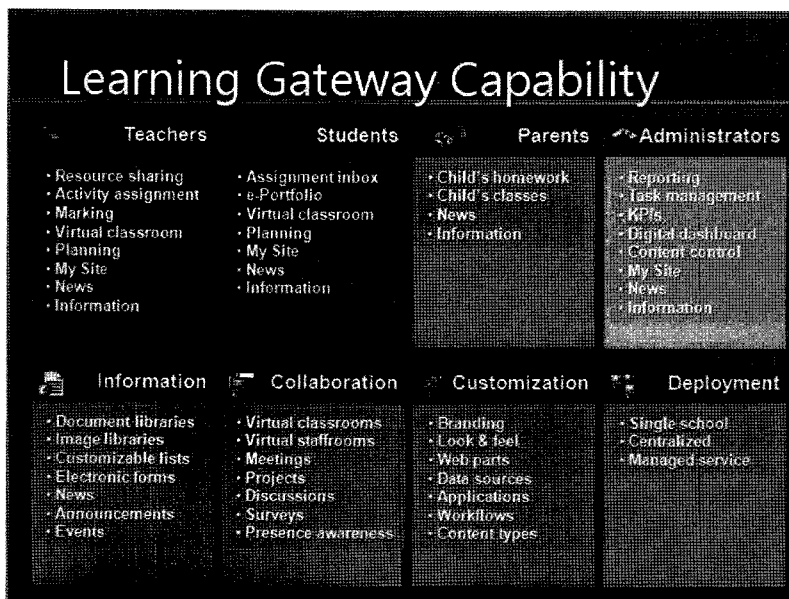 Learning Gateway Capability
Teachers
• Resource sharing
• Activity assignment
• Marking
• Virtual classroom
• Planning
• My Site
• News
• Information
Students
• Assignment inbox
• e-Portfolio
• Virtual classroom
• Planning
• My Site
• News
• Information
Parents
• Child's homework
• Child's classes
• News
• Information
Administrators
• Reporting
• Task management
• KPIs
• Digital dashboard
• Content control
• My Site
• News
• Information
Information
• Document libraries
• Image libraries
• Customizable lists
• Electronic forms
• News
• Announcements
• Events
Collaboration
• Virtual classrooms
• Virtual staffrooms
• Meetings
• Projects
• Discussions
• Surveys
• Presence awareness
Customization
• Branding
• Look & feel
• Web parts
• Data sources
• Applications
• Workflows
• Content types
Deployment
• Single school
• Centralized
• Managed service